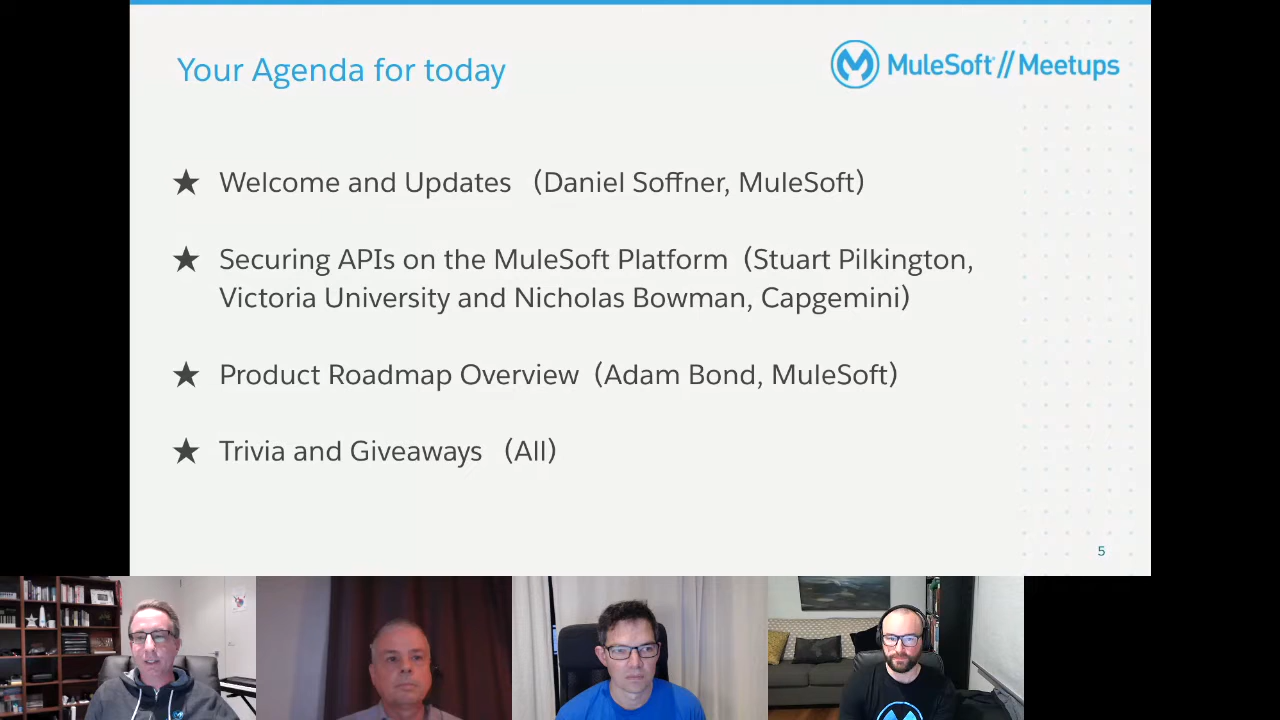 Your Agenda for today
MuleSoft // Meetups
★ Welcome and Updates (Daniel Soffner, MuleSoft)
★ Securing APIs on the MuleSoft Platform (Stuart Pilkington,
Victoria University and Nicholas Bowman, Capgemini)
★ Product Roadmap Overview (Adam Bond, MuleSoft)
★ Trivia and Giveaways (All)
5